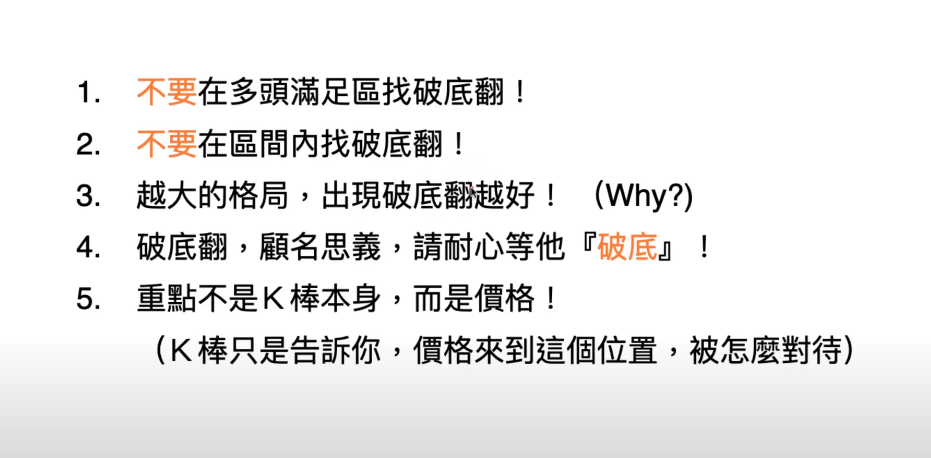 1. 不要在多頭滿足區找破底翻！
2. 不要在區間內找破底翻！
3. 越大的格局，出現破底翻越好！（Why?)
4. 破底翻，顧名思義，請耐心等他『破底』！
5. 重點不是Ｋ棒本身，而是價格！
（Ｋ棒只是告訴你，價格來到這個位置，被怎麼對待）